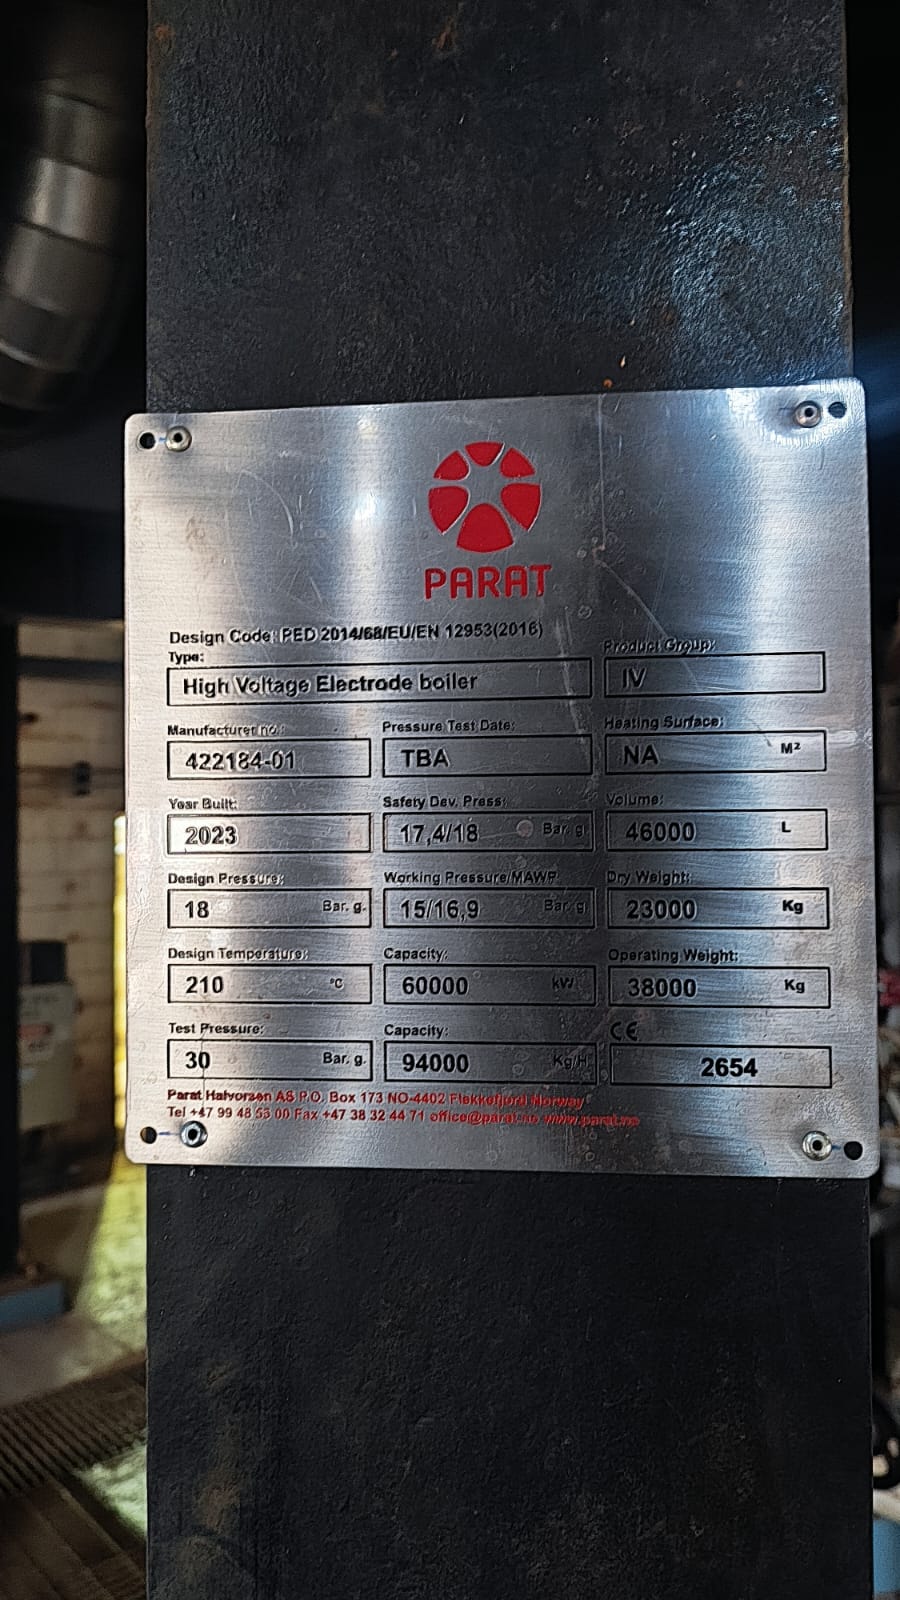 PARAT
Design Code: PED 2014/68/EU/EN 12953(2016)
Type:
High Voltage Electrode boiler
Product Group:
IV
Manufacturer no.:
422184-01
Pressure Test Date:
TBA
Heating Surface:
NA M²
Year Built:
2023
Safety Dev. Press:
17,4/18 Bar. g.
Volume:
46000 L
Design Pressure:
18 Bar. g.
Working Pressure/MAWP:
15/16,9 Bar. g.
Dry Weight:
23000 Kg
Design Temperature:
210 °C
Capacity:
60000 kW
Operating Weight:
38000 Kg
Test Pressure:
30 Bar. g.
Capacity:
94000 Kg/H
CE
2654
Parat Halvorsen AS P.O. Box 173 NO-4402 Flekkefjord Norway
Tel +47 99 48 53 00 Fax +47 38 32 44 71 office@parat.no www.parat.no